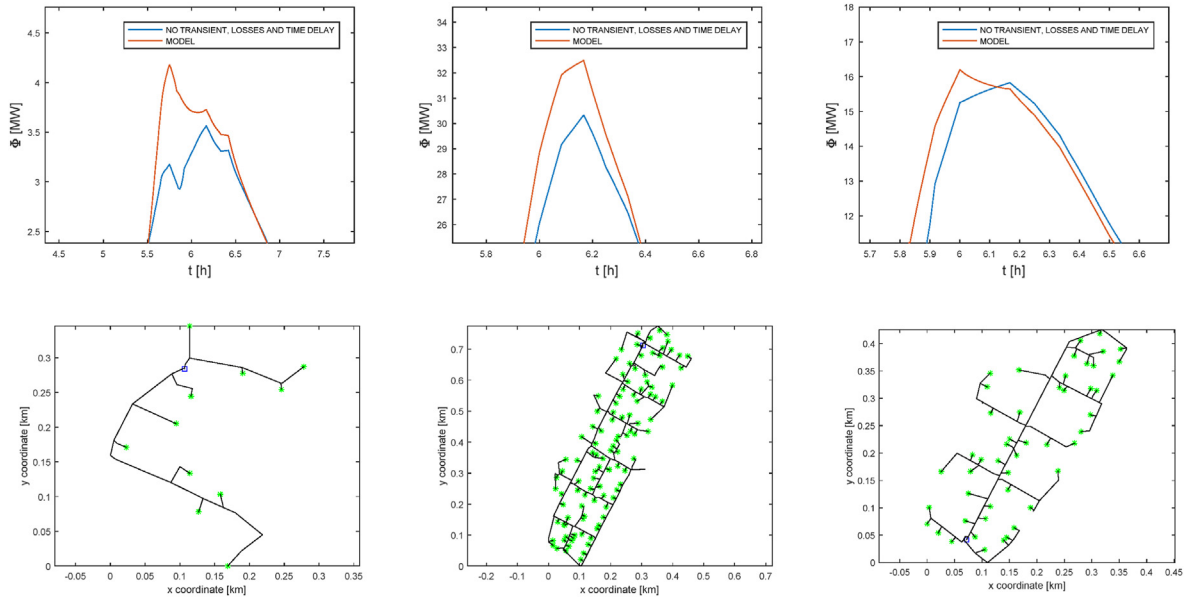 4.5
4
3.5
3
2.5
Φ [MW]
4.5 5 5.5 6 6.5 7 7.5
t [h]
NO TRANSIENT, LOSSES AND TIME DELAY
MODEL
34
33
32
31
30
29
28
27
26
Φ [MW]
5.8 6 6.2 6.4 6.6 6.8
t [h]
NO TRANSIENT, LOSSES AND TIME DELAY
MODEL
18
17
16
15
14
13
12
Φ [MW]
5.7 5.8 5.9 6 6.1 6.2 6.3 6.4 6.5 6.6
t [h]
NO TRANSIENT, LOSSES AND TIME DELAY
MODEL
0.3
0.25
0.2
0.15
0.1
0.05
0
y coordinate [km]
-0.05 0 0.05 0.1 0.15 0.2 0.25 0.3 0.35
x coordinate [km]
0.7
0.6
0.5
0.4
0.3
0.2
0.1
0
y coordinate [km]
-0.2 -0.1 0 0.1 0.2 0.3 0.4 0.5 0.6 0.7
x coordinate [km]
0.4
0.35
0.3
0.25
0.2
0.15
0.1
0.05
0
y coordinate [km]
-0.05 0 0.05 0.1 0.15 0.2 0.25 0.3 0.35 0.4 0.45
x coordinate [km]